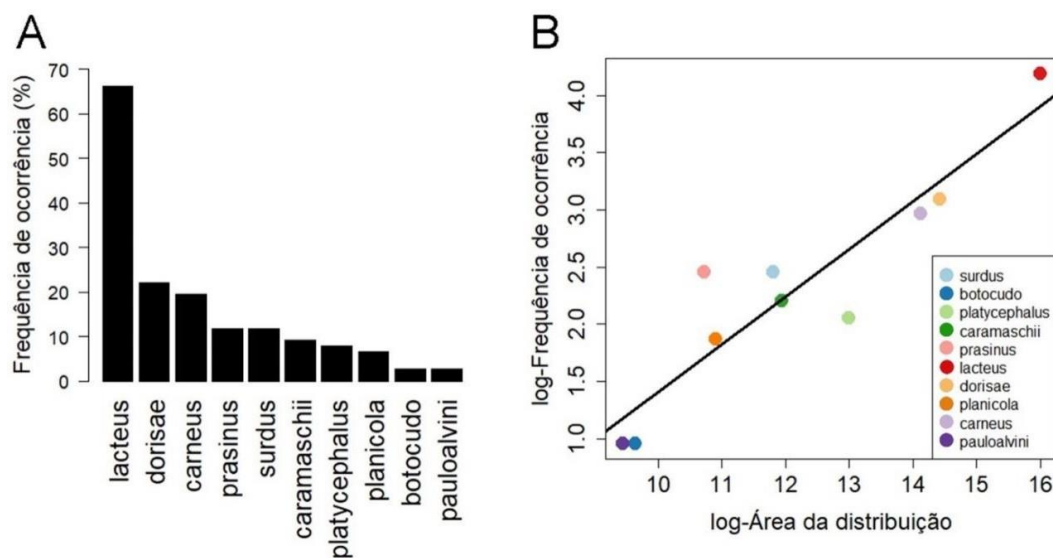 A
Frequência de ocorrência (%)
70
60
50
40
30
20
10
0
lacteus
dorisae
carneus
prasinus
surdus
caramaschii
platycephalus
planicola
botocudo
pauloalvini
B
log-Frequência de ocorrência
4.0
3.5
3.0
2.5
2.0
1.5
1.0
surdus
botocudo
platycephalus
caramaschii
prasinus
lacteus
dorisae
planicola
carneus
pauloalvini
10 11 12 13 14 15 16
log-Área da distribuição